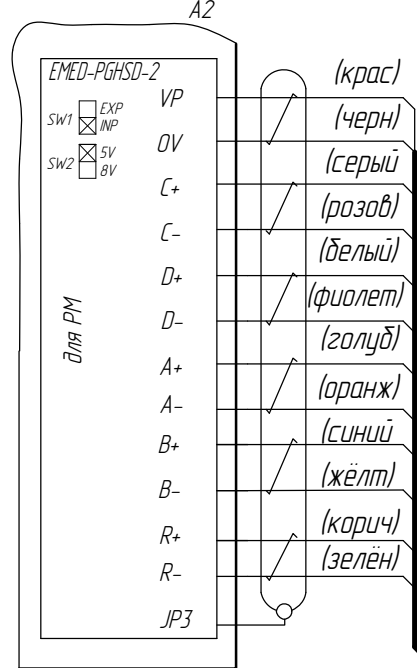 A2
EMED-PGHSD-2
SW1 EXP
INP
SW2 5V
8V
для РМ
VP (крас)
0V (черн)
C+ (серый
C- (розов)
D+ (белый)
D- (фиолет)
A+ (голуб)
A- (оранж)
B+ (синий
B- (жёлт)
R+ (корич)
R- (зелён)
JP3